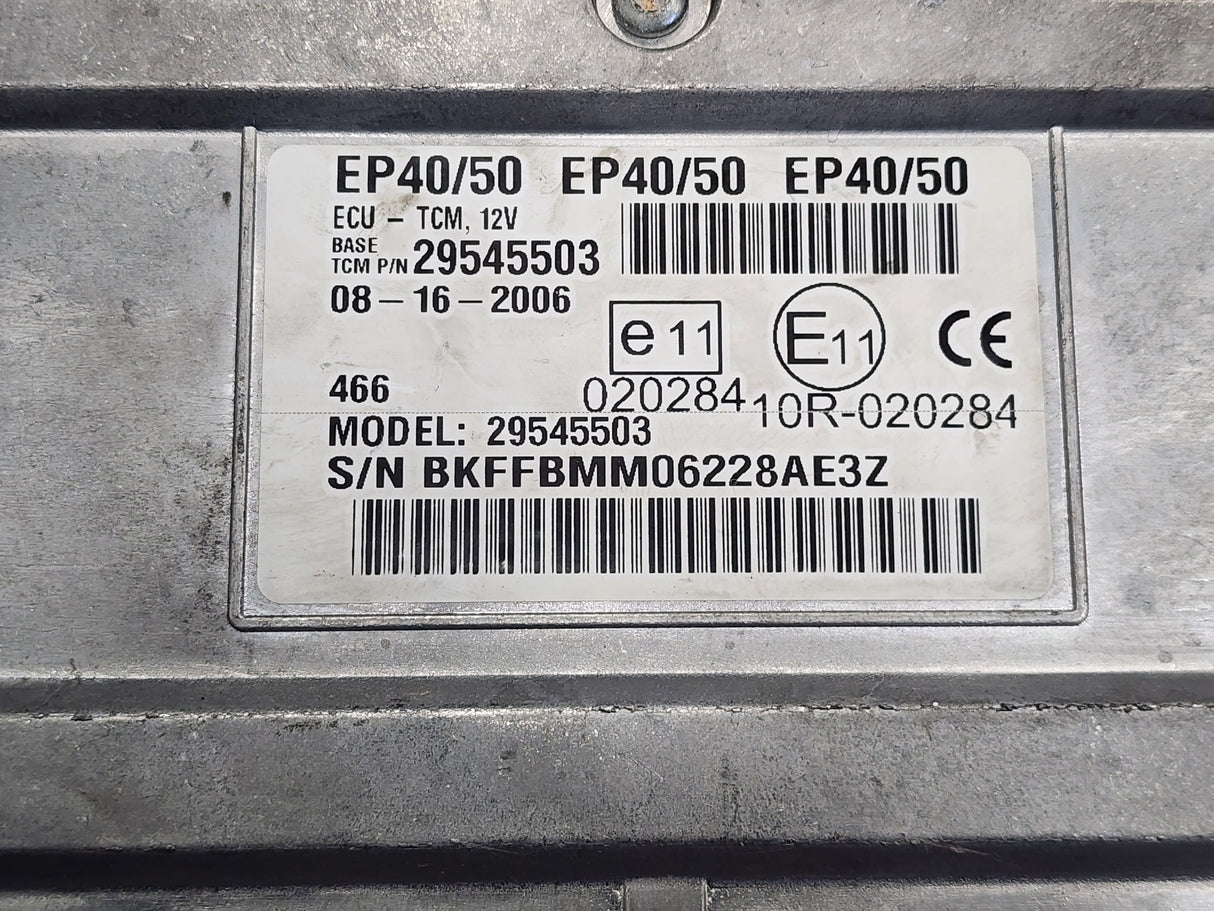 EP40/50 EP40/50 EP40/50
ECU – TCM, 12V
BASE
TCM P/N 29545503
08–16–2006
e 11
E11
CE
020284
10R-020284
466
MODEL: 29545503
S/N BKFFBMM06228AE3Z